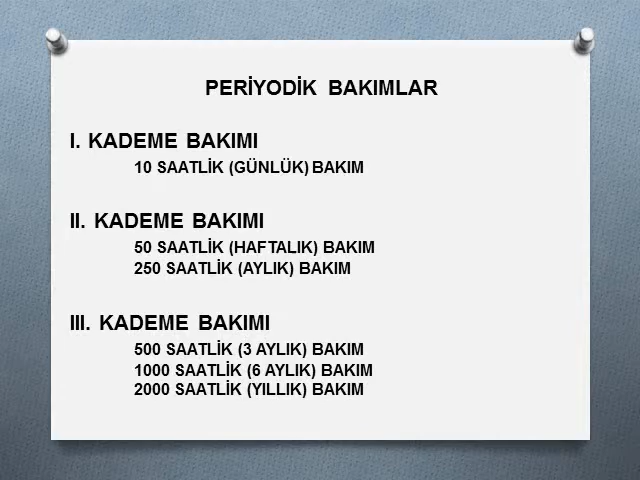 PERİYODİK BAKIMLAR
I. KADEME BAKIMI
10 SAATLİK (GÜNLÜK) BAKIM
II. KADEME BAKIMI
50 SAATLİK (HAFTALIK) BAKIM
250 SAATLİK (AYLIK) BAKIM
III. KADEME BAKIMI
500 SAATLİK (3 AYLIK) BAKIM
1000 SAATLİK (6 AYLIK) BAKIM
2000 SAATLİK (YILLIK) BAKIM